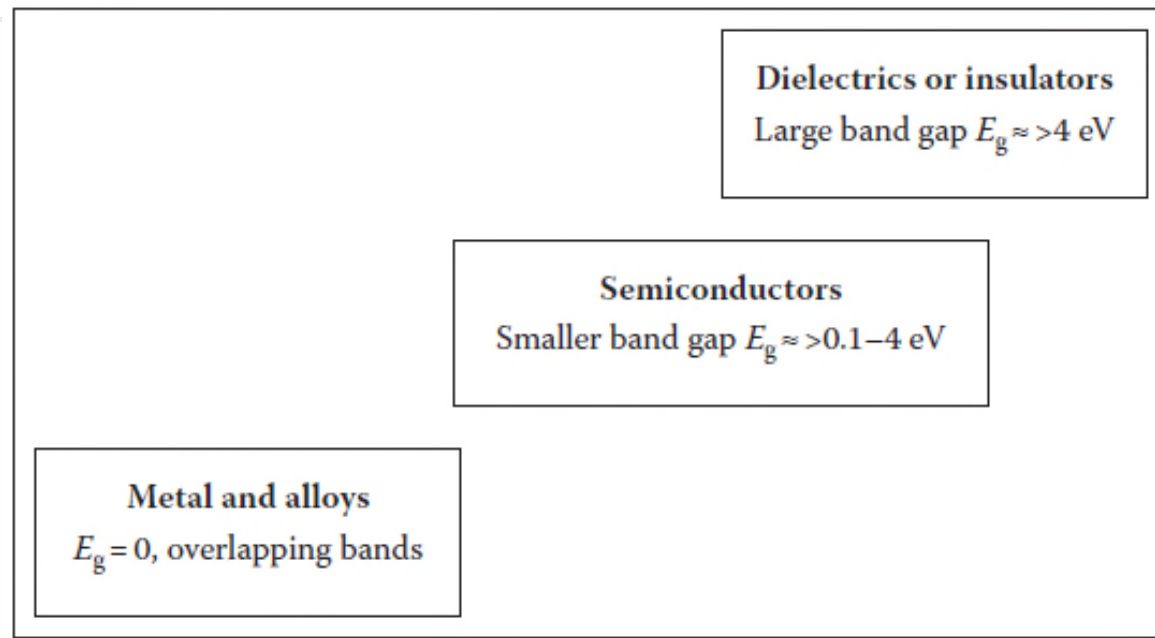 Dielectrics or insulators
Large band gap Eg ≈ >4 eV
Semiconductors
Smaller band gap Eg ≈ >0.1–4 eV
Metal and alloys
Eg = 0, overlapping bands